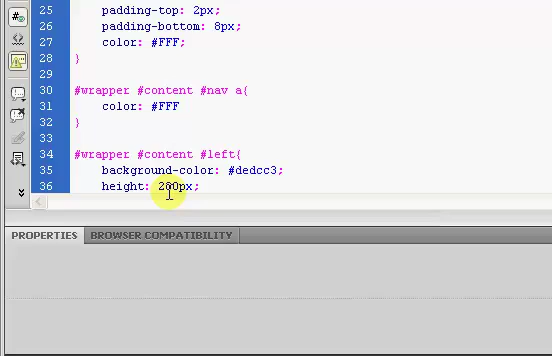 25 padding-top: 2px;
26 padding-bottom: 8px;
27 color: #FFF;
28 }
29
30 #wrapper #content #nav a{
31 color: #FFF
32 }
33
34 #wrapper #content #left{
35 background-color: #dedcc3;
36 height: 200px;
PROPERTIES BROWSER COMPATIBILITY